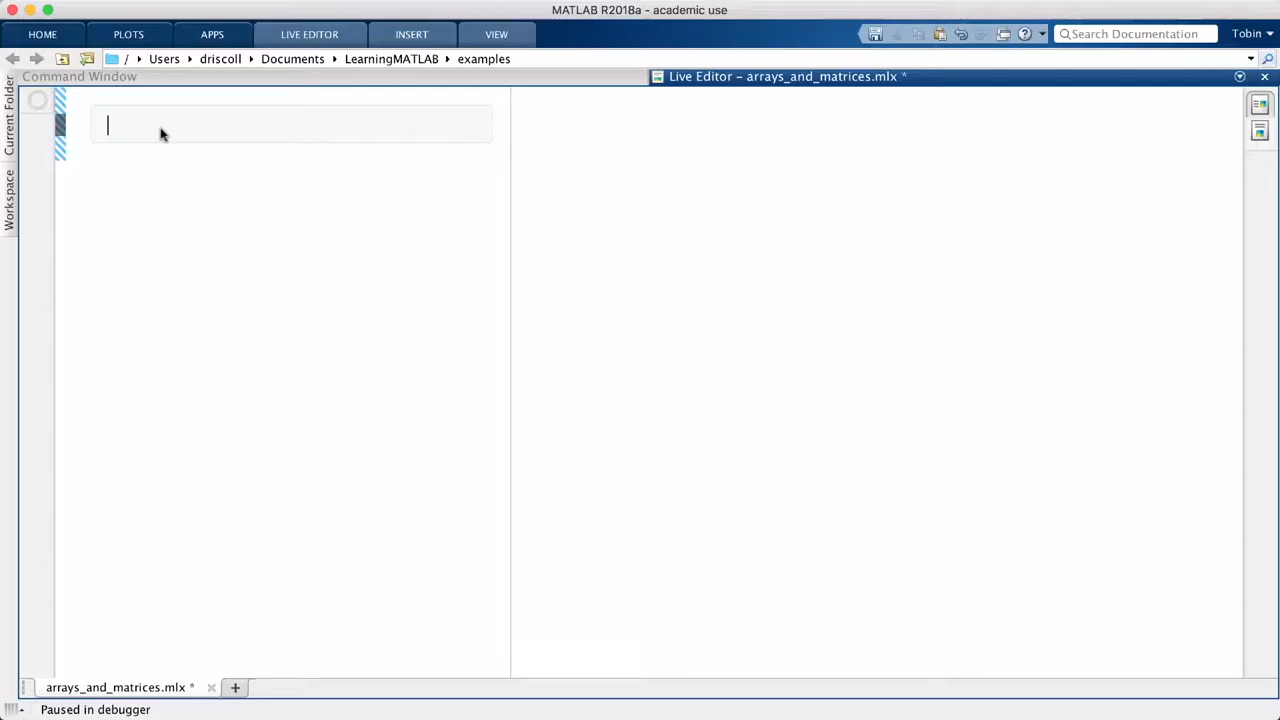 MATLAB R2018a - academic use
HOME PLOTS APPS LIVE EDITOR INSERT VIEW Search Documentation Tobin
/ Users driscoll Documents LearningMATLAB examples
Command Window Live Editor - arrays_and_matrices.mlx *
Current Folder
Workspace
arrays_and_matrices.mlx * +
Paused in debugger